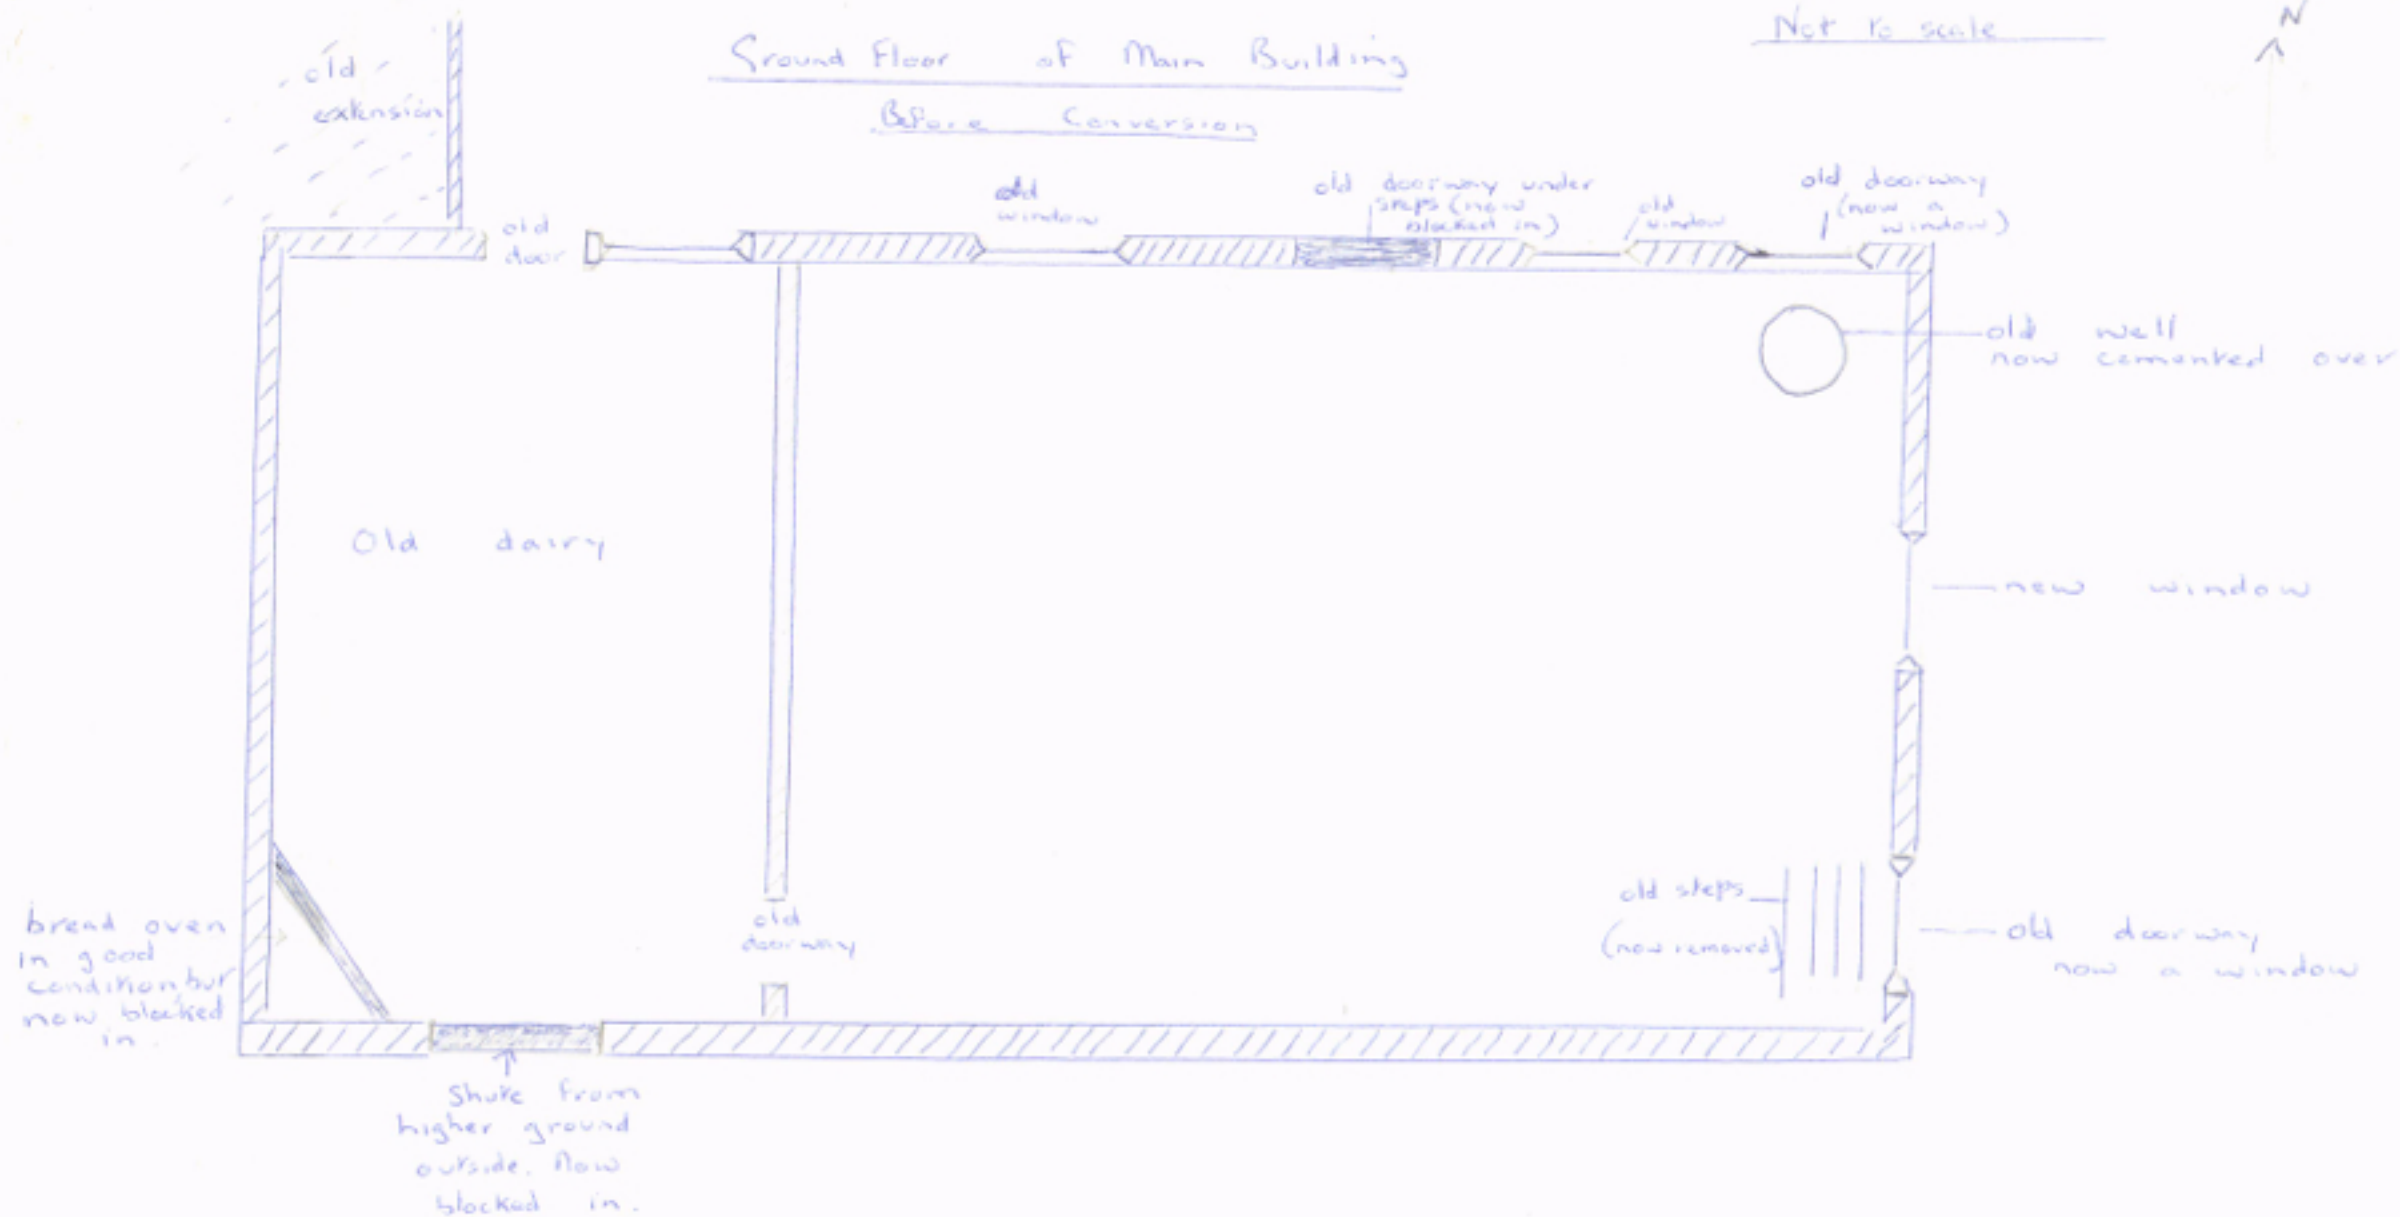 Not to scale
N
Ground Floor of Main Building
Before Conversion
old
extension
old
door
old
window
old doorway under
steps (now
blocked in)
old
window
old doorway
(now a
window)
old well
now cemented over
Old dairy
new window
old
doorway
old steps
(now removed)
old doorway
now a window
bread oven
in good
condition, but
now blocked
in.
Shute from
higher ground
outside. Now
blocked in.